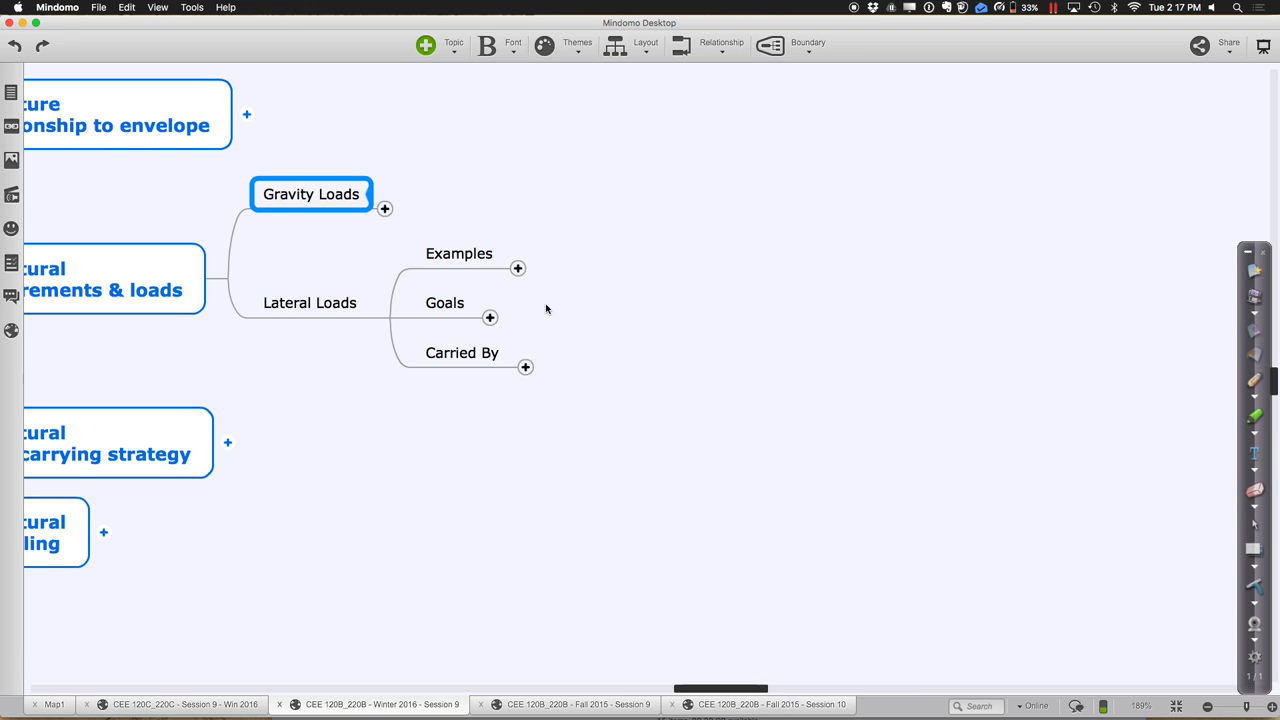 Mindomo File Edit View Tools Help
33% Tue 2:17 PM
Mindomo Desktop
Topic Font Themes Layout Relationship Boundary Share
ture
onship to envelope
Gravity Loads
tural
rements & loads
Examples
Lateral Loads
Goals
Carried By
tural
carrying strategy
tural
ling
1 / 1
Map1
CEE 120C_220C - Session 9 - Win 2016
CEE 120B_220B - Winter 2016 - Session 9
CEE 120B_220B - Fall 2015 - Session 9
CEE 120B_220B - Fall 2015 - Session 10
Search
Online
189%